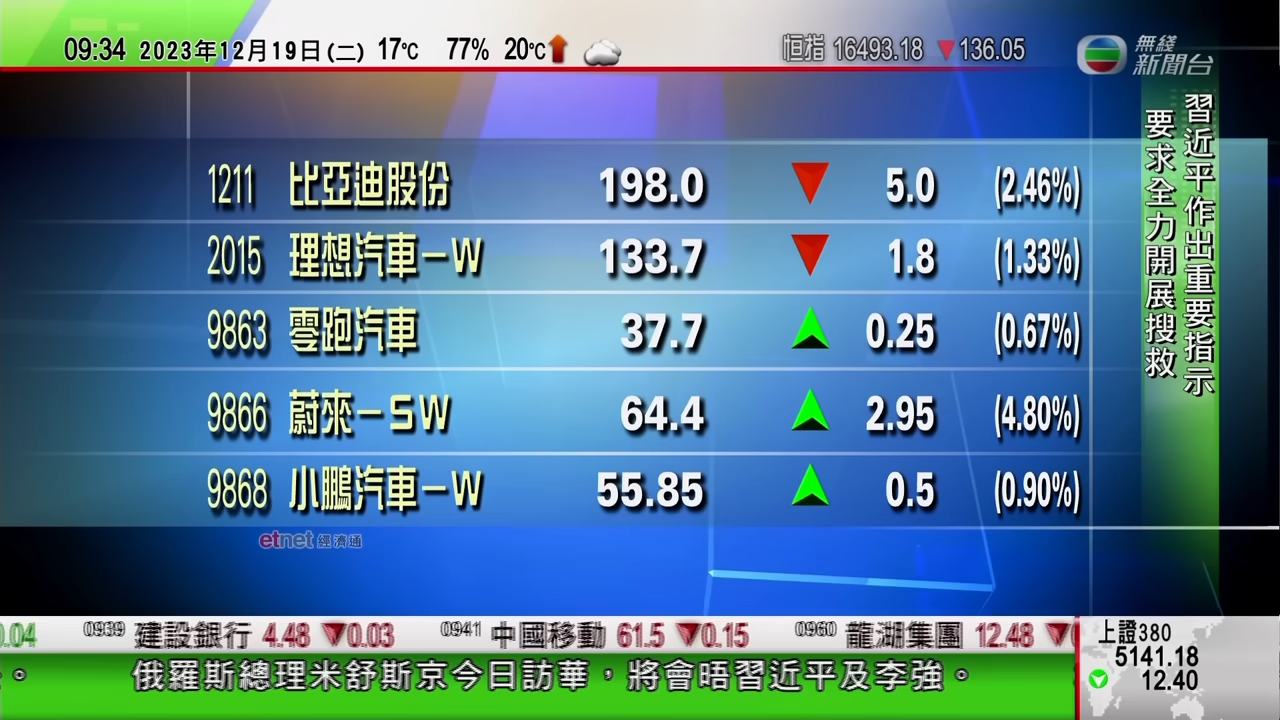 09:34 2023年12月19日(二) 17℃ 77% 20℃ 恒指 16493.18 ▼136.05
無綫
新聞台
習近平作出重要指示
要求全力開展搜救
1211 比亞迪股份 198.0 ▼ 5.0 (2.46%)
2015 理想汽車－W 133.7 ▼ 1.8 (1.33%)
9863 零跑汽車 37.7 ▲ 0.25 (0.67%)
9866 蔚來－SW 64.4 ▲ 2.95 (4.80%)
9868 小鵬汽車－W 55.85 ▲ 0.5 (0.90%)
etnet 經濟通
0.04 0939 建設銀行 4.48 ▼0.03 0941 中國移動 61.5 ▼0.15 0960 龍湖集團 12.48 ▼
上證380
5141.18
12.40
。 俄羅斯總理米舒斯京今日訪華，將會晤習近平及李強。